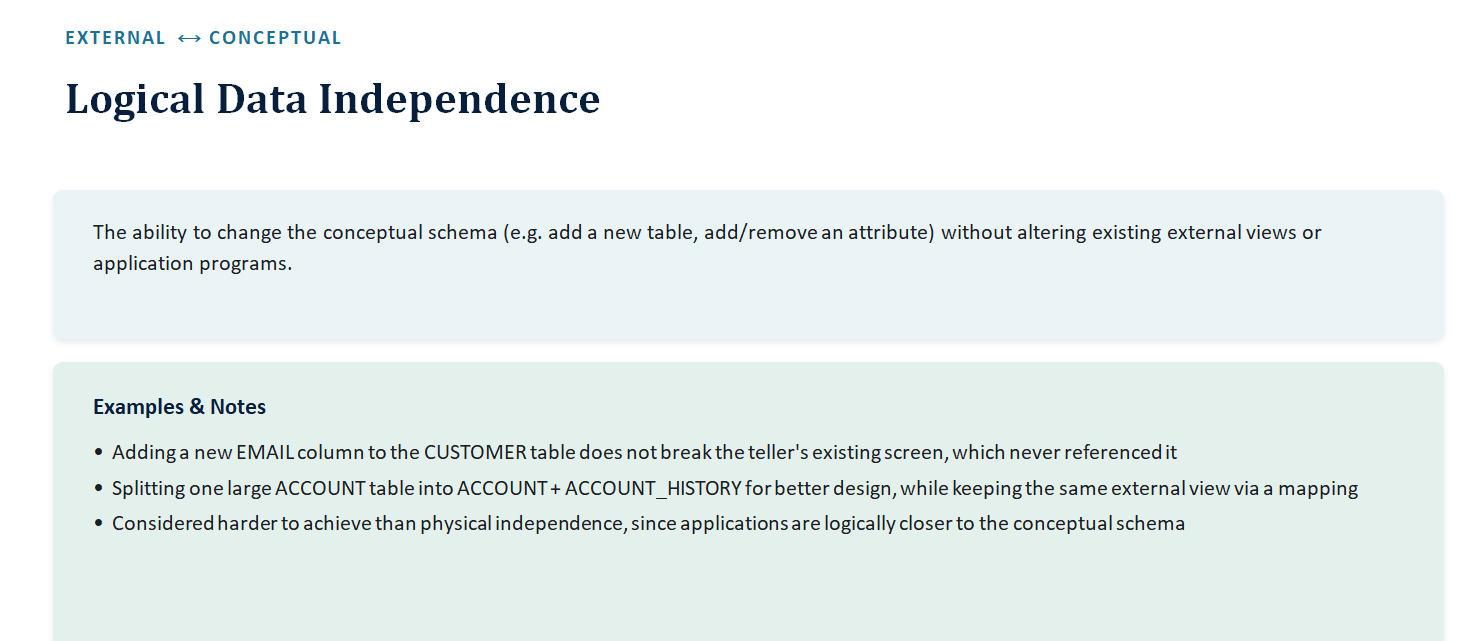 EXTERNAL ↔ CONCEPTUAL
Logical Data Independence
The ability to change the conceptual schema (e.g. add a new table, add/remove an attribute) without altering existing external views or
application programs.
Examples & Notes
• Adding a new EMAIL column to the CUSTOMER table does not break the teller's existing screen, which never referenced it
• Splitting one large ACCOUNT table into ACCOUNT + ACCOUNT_HISTORY for better design, while keeping the same external view via a mapping
• Considered harder to achieve than physical independence, since applications are logically closer to the conceptual schema